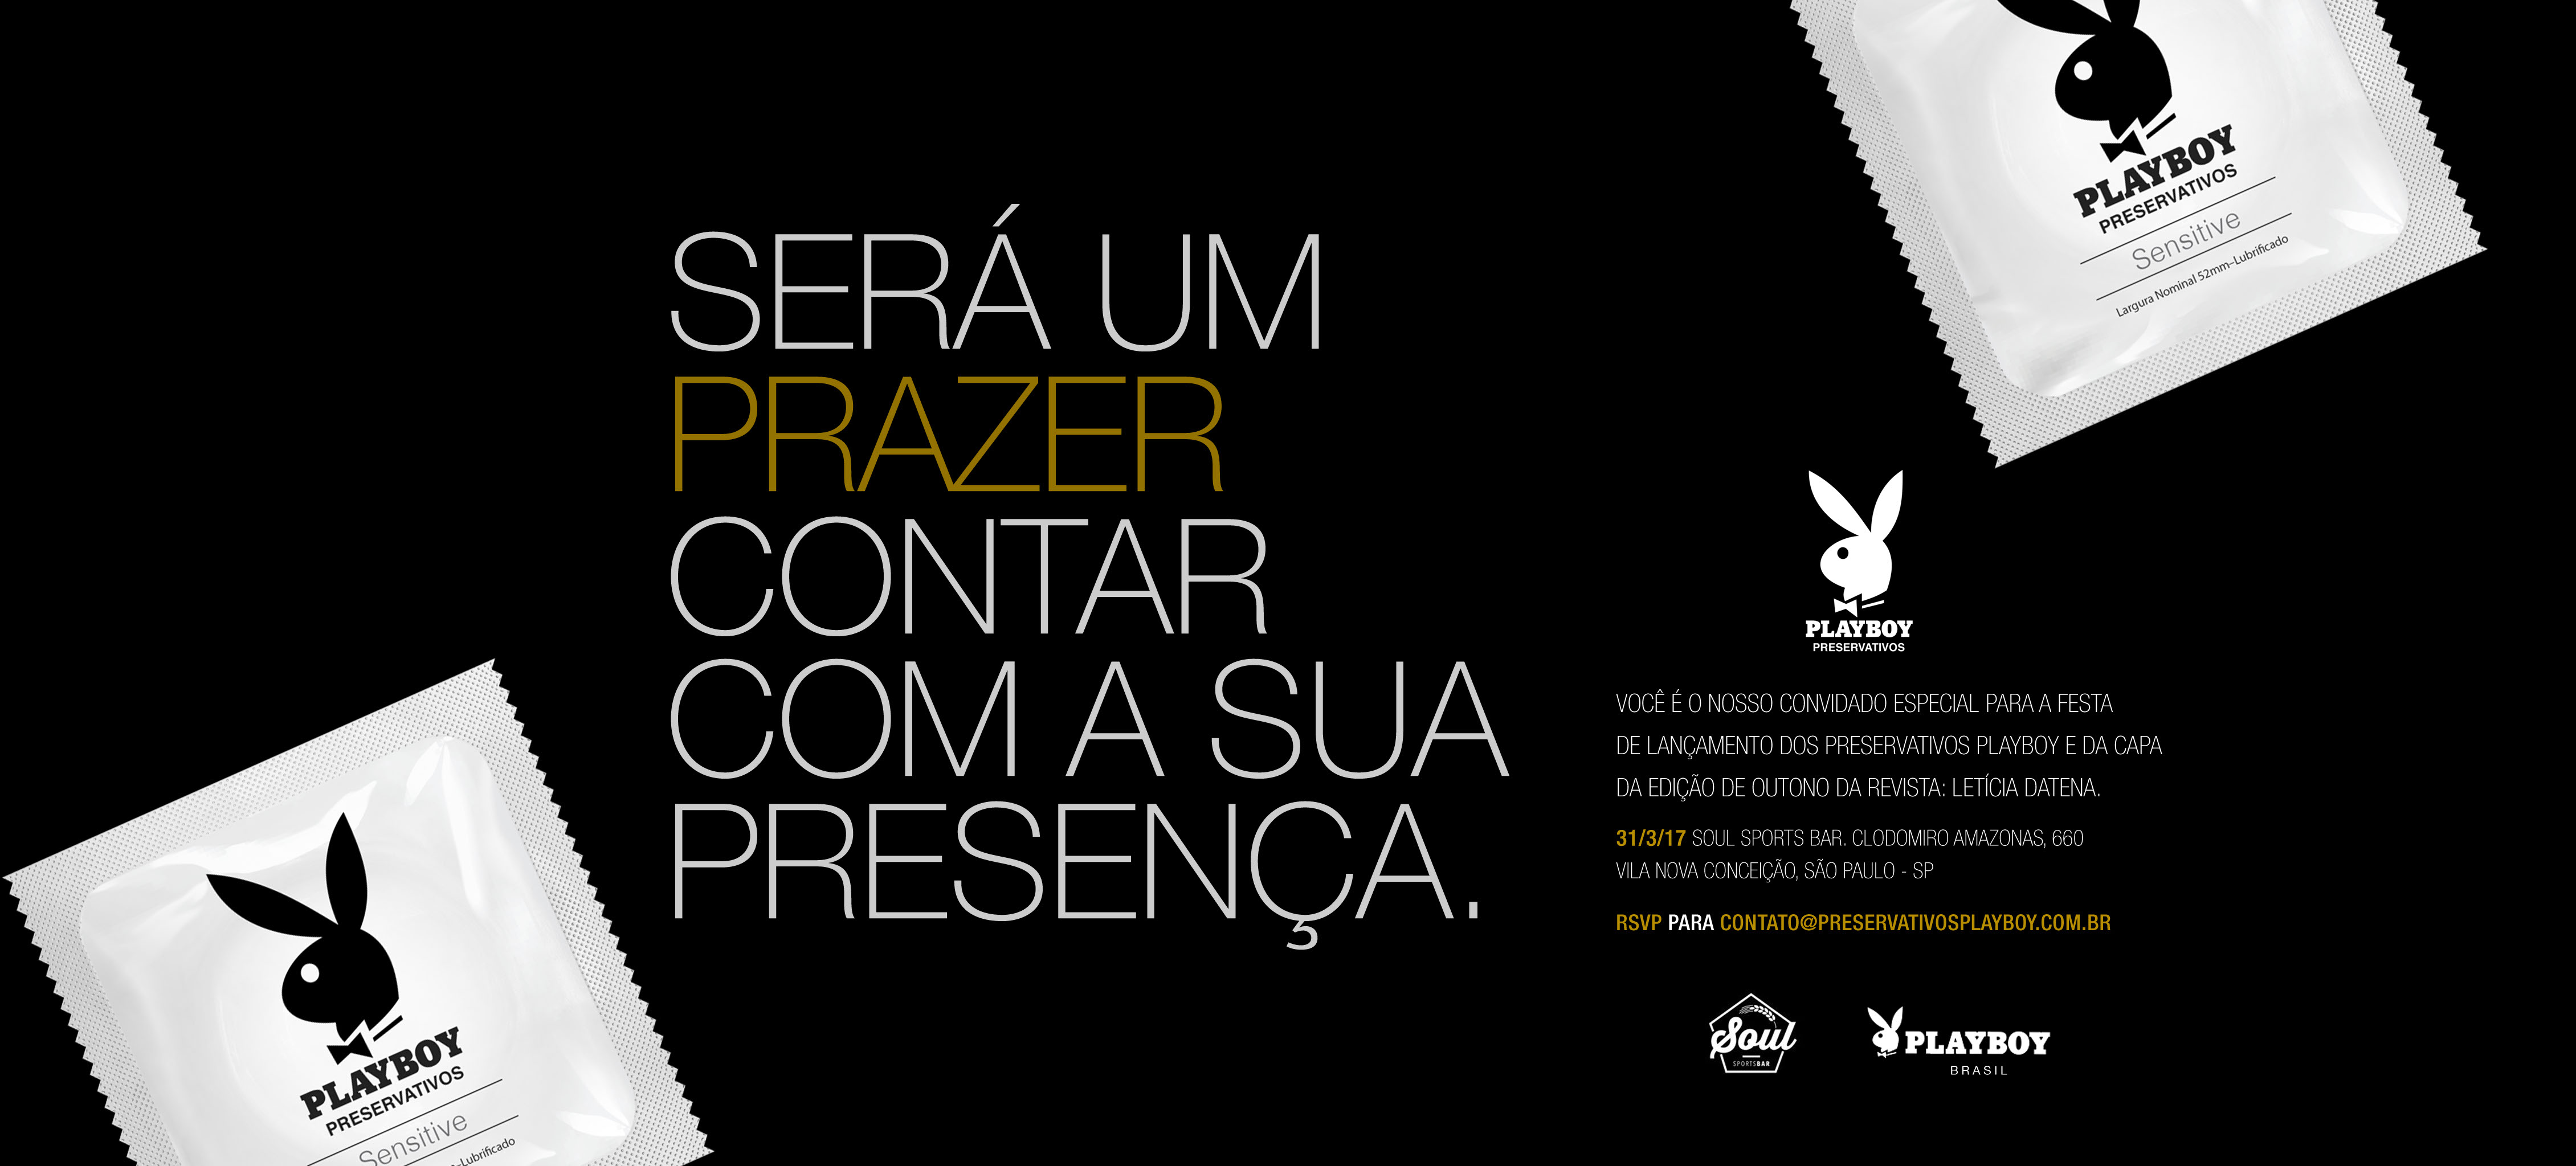 PLAYBOY
PRESERVATIVOS
Sensitive
Largura Nominal 52mm-Lubrificado
SERÁ UM
PRAZER
CONTAR
COM A SUA
PRESENÇA.
PLAYBOY
PRESERVATIVOS
VOCÊ É O NOSSO CONVIDADO ESPECIAL PARA A FESTA
DE LANÇAMENTO DOS PRESERVATIVOS PLAYBOY E DA CAPA
DA EDIÇÃO DE OUTONO DA REVISTA: LETÍCIA DATENA.
31/3/17 SOUL SPORTS BAR. CLODOMIRO AMAZONAS, 660
VILA NOVA CONCEIÇÃO, SÃO PAULO - SP
RSVP PARA CONTATO@PRESERVATIVOSPLAYBOY.COM.BR
Soul
SPORTSBAR
PLAYBOY
BRASIL
PLAYBOY
PRESERVATIVOS
Sensitive
-Lubrificado